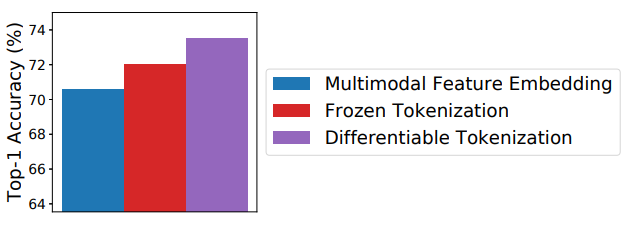 Top-1 Accuracy (%)
74
72
70
68
66
64
Multimodal Feature Embedding
Frozen Tokenization
Differentiable Tokenization